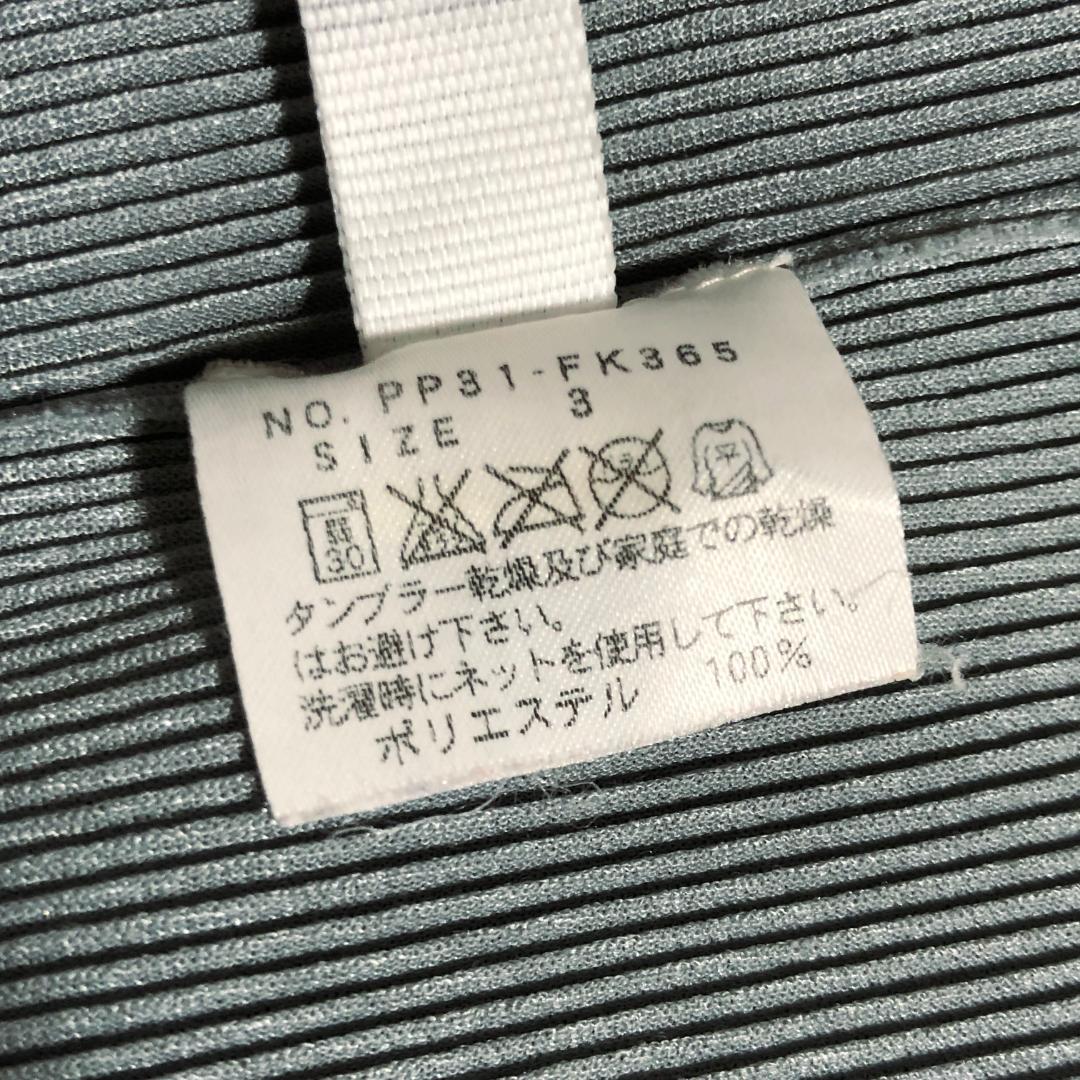 NO. PP31-FK365
SIZE 3
弱
30
平
タンブラー乾燥及び家庭での乾燥
はお避け下さい。
洗濯時にネットを使用して下さい。
ポリエステル 100%